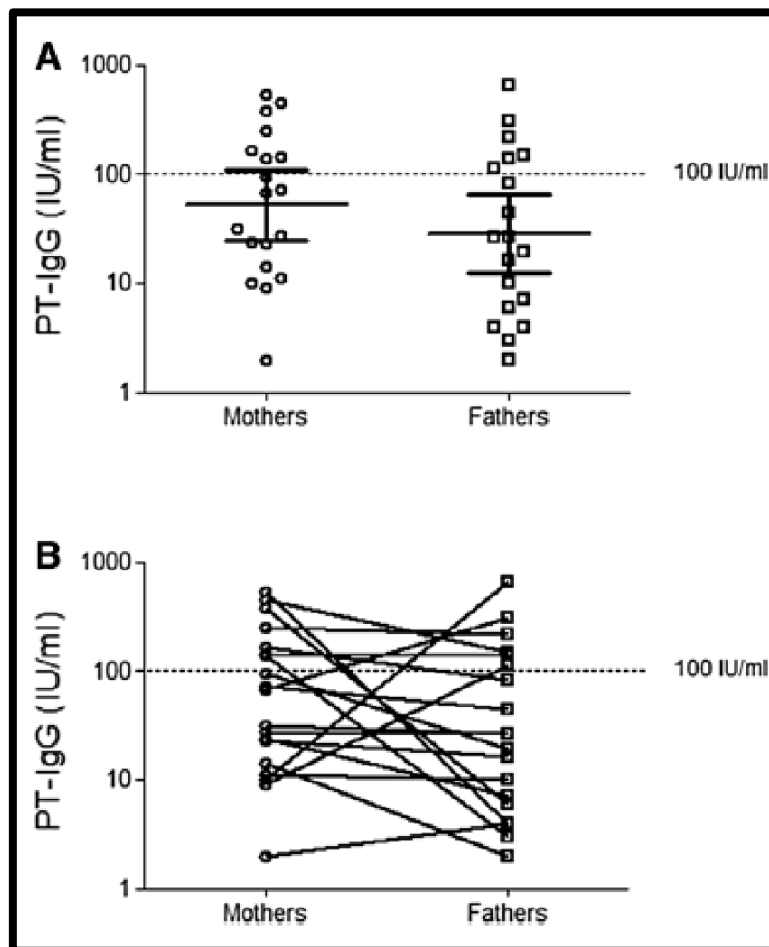 A
PT-IgG (IU/ml)
1000
100
10
1
100 IU/ml
Mothers Fathers
B
PT-IgG (IU/ml)
1000
100
10
1
100 IU/ml
Mothers Fathers